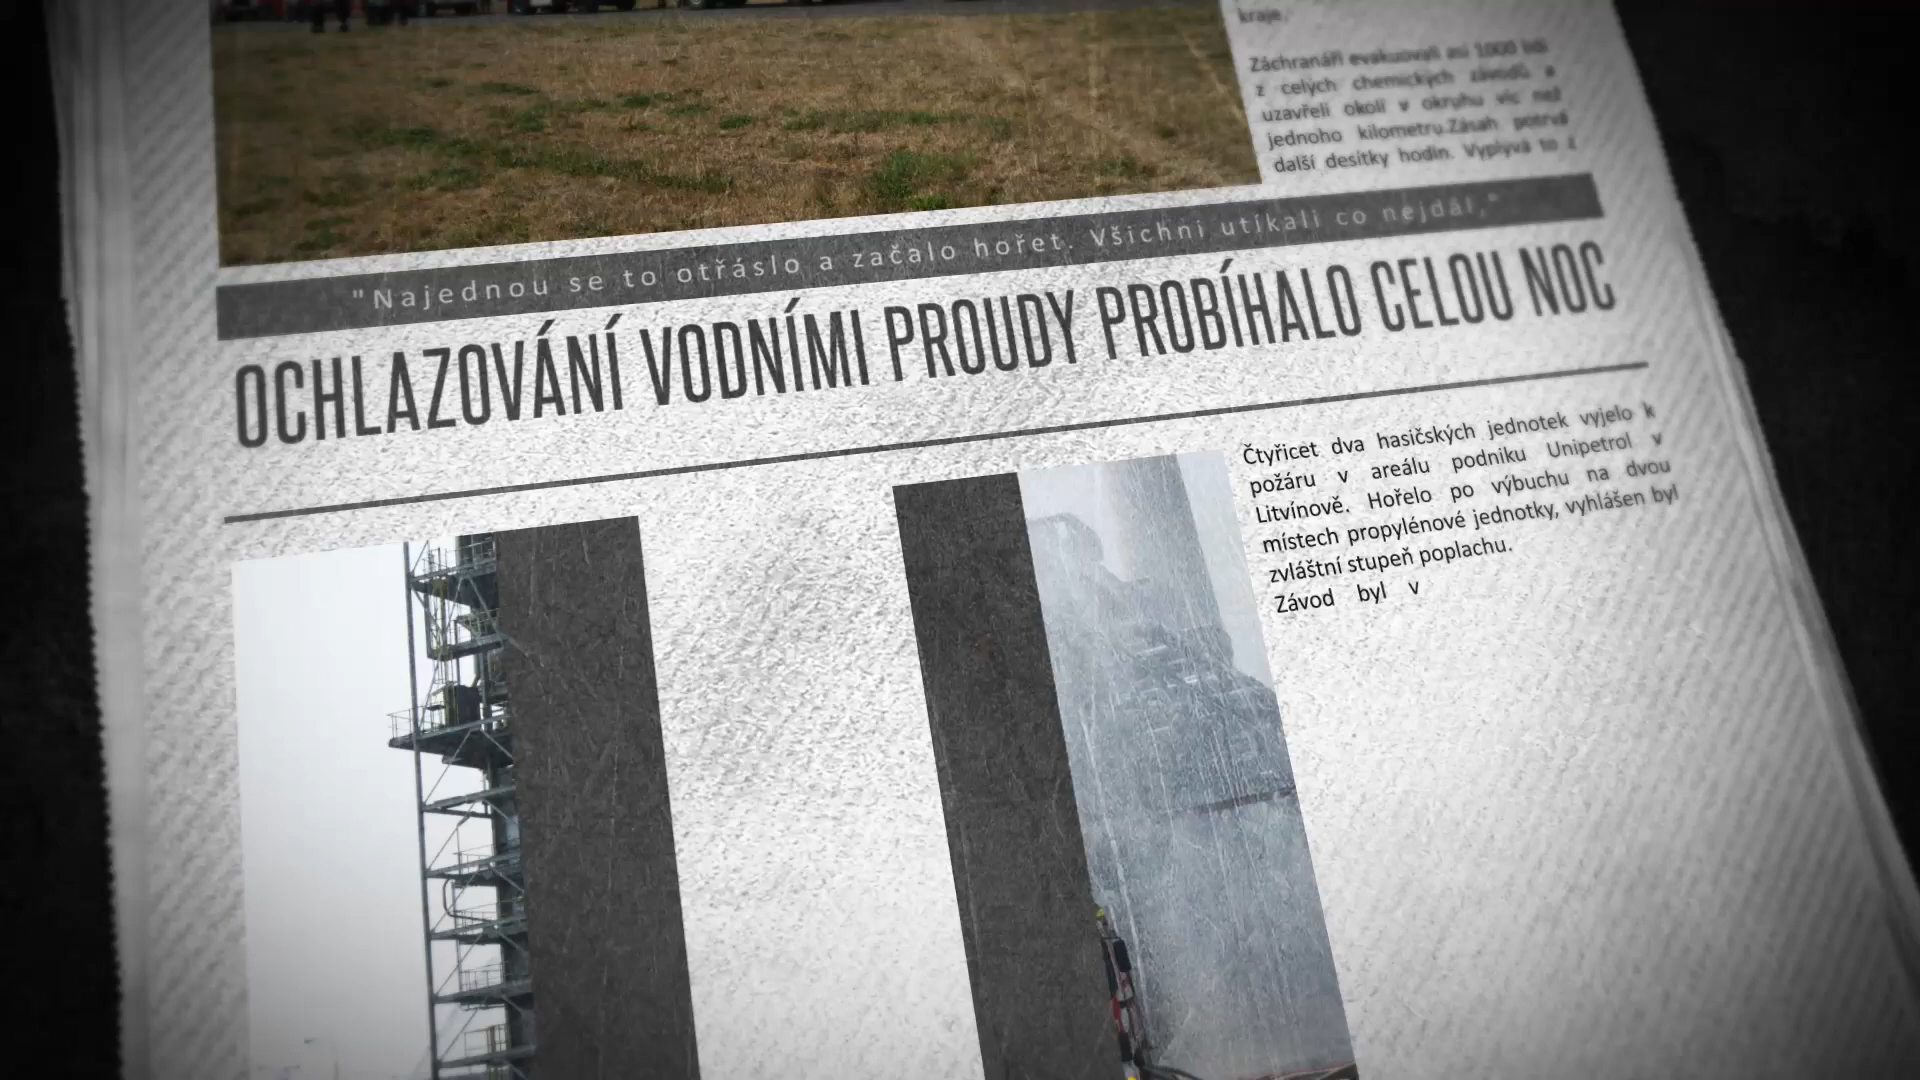 kraje.
Záchranáři evakuovali asi 1000 lidí
z celých chemických závodů a
uzavřeli okolí v okruhu víc než
jednoho kilometru.Zásah potrvá
další desítky hodin. Vyplývá to z
"Najednou se to otřáslo a začalo hořet. Všichni utíkali co nejdál,"
OCHLAZOVÁNÍ VODNÍMI PROUDY PROBÍHALO CELOU NOC
Čtyřicet dva hasičských jednotek vyjelo k
požáru v areálu podniku Unipetrol v
Litvínově. Hořelo po výbuchu na dvou
místech propylénové jednotky, vyhlášen byl
zvláštní stupeň poplachu.
Závod byl v